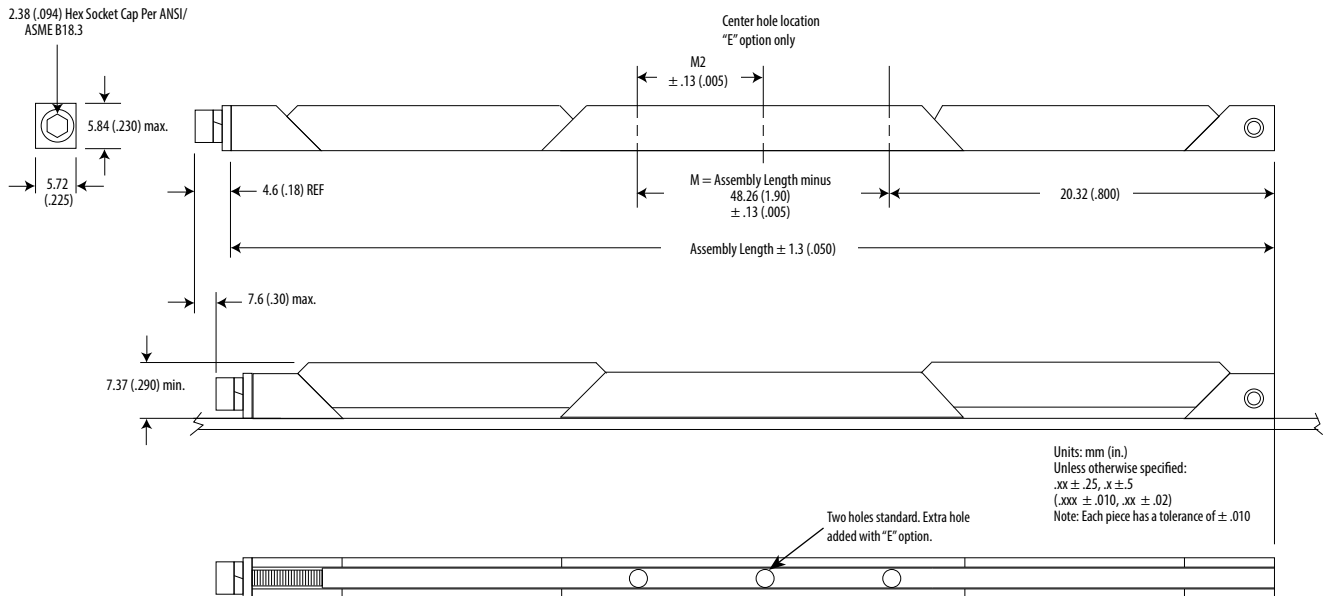 2.38 (.094) Hex Socket Cap Per ANSI/
ASME B18.3
Center hole location
“E” option only
M2
± .13 (.005)
5.84 (.230) max.
5.72
(.225)
4.6 (.18) REF
M = Assembly Length minus
48.26 (1.90)
± .13 (.005)
20.32 (.800)
Assembly Length ± 1.3 (.050)
7.6 (.30) max.
7.37 (.290) min.
Units: mm (in.)
Unless otherwise specified:
.xx ± .25, .x ±.5
(.xxx ± .010, .xx ± .02)
Note: Each piece has a tolerance of ± .010
Two holes standard. Extra hole
added with “E” option.